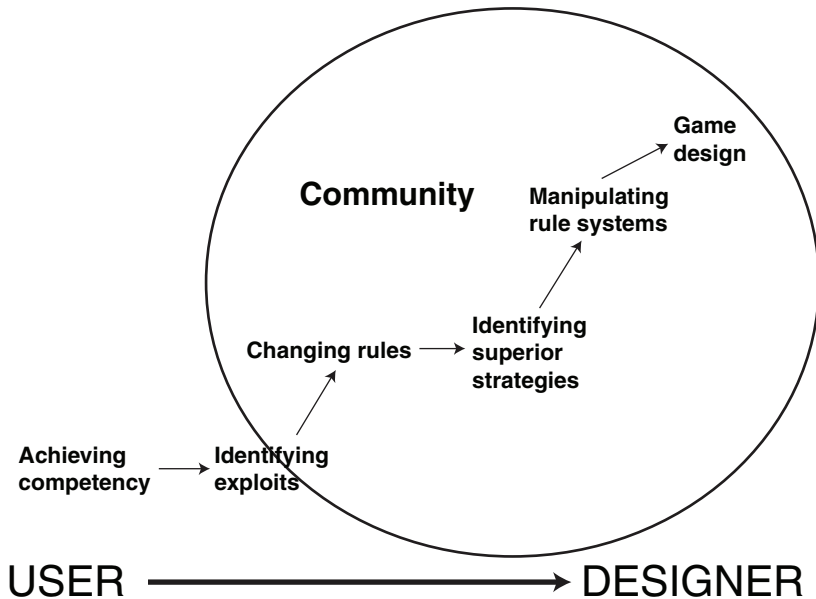 Game
design
Community
Manipulating
rule systems
Identifying
superior
strategies
Changing rules
Achieving
competency
Identifying
exploits
USER
DESIGNER